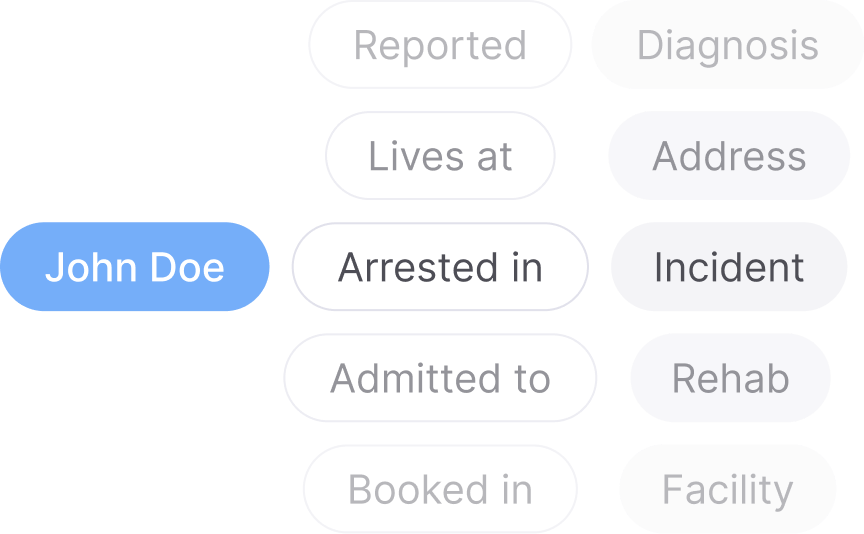 Reported Diagnosis
Lives at Address
John Doe Arrested in Incident
Admitted to Rehab
Booked in Facility